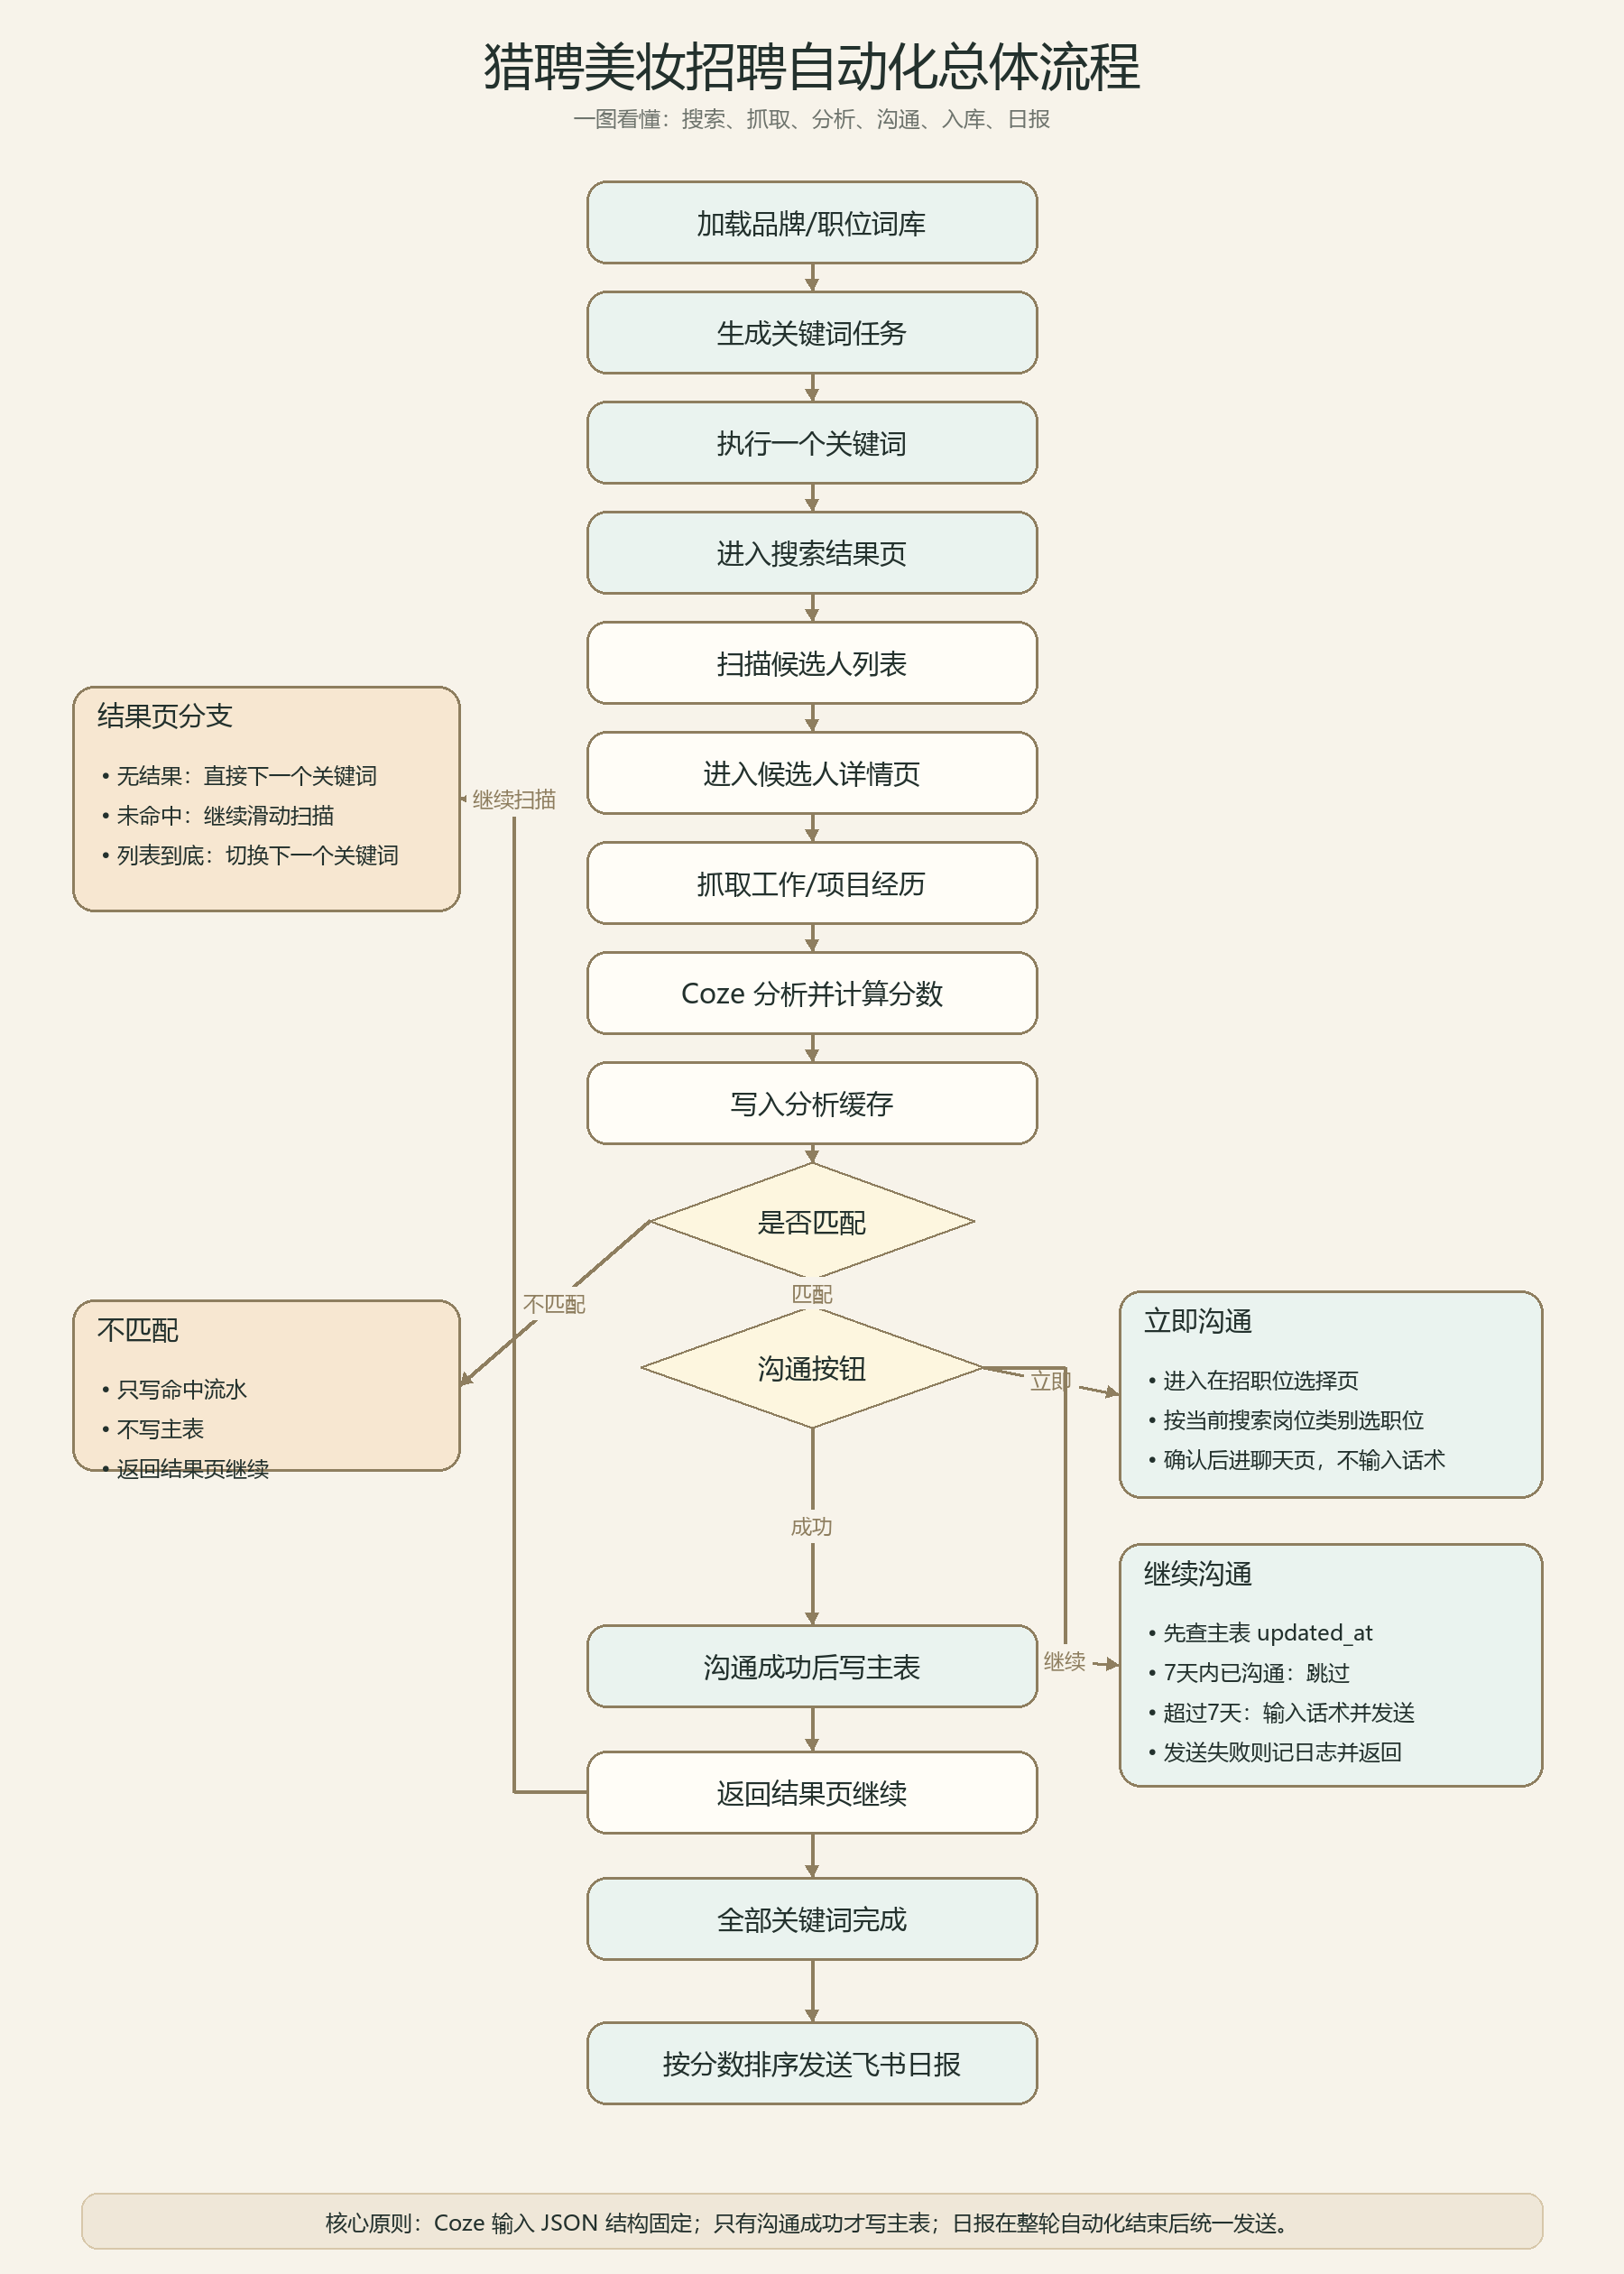 猎聘美妆招聘自动化总体流程
一图看懂：搜索、抓取、分析、沟通、入库、日报
加载品牌/职位词库
生成关键词任务
执行一个关键词
进入搜索结果页
扫描候选人列表
结果页分支
• 无结果：直接下一个关键词
• 未命中：继续滑动扫描
• 列表到底：切换下一个关键词
继续扫描
进入候选人详情页
抓取工作/项目经历
Coze 分析并计算分数
写入分析缓存
是否匹配
不匹配
匹配
不匹配
• 只写命中流水
• 不写主表
• 返回结果页继续
沟通按钮
立即
立即沟通
• 进入在招职位选择页
• 按当前搜索岗位类别选职位
• 确认后进聊天页，不输入话术
成功
沟通成功后写主表
继续
继续沟通
• 先查主表 updated_at
• 7天内已沟通：跳过
• 超过7天：输入话术并发送
• 发送失败则记日志并返回
返回结果页继续
全部关键词完成
按分数排序发送飞书日报
核心原则：Coze 输入 JSON 结构固定；只有沟通成功才写主表；日报在整轮自动化结束后统一发送。